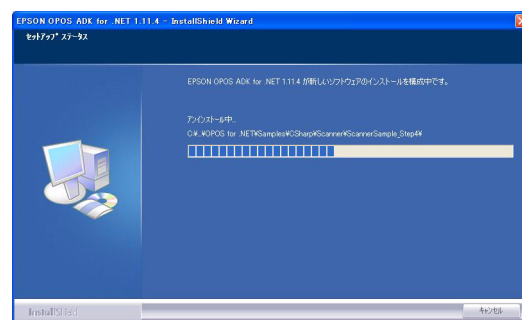 EPSON OPOS ADK for .NET 1.11.4 - InstallShield Wizard
セットアップ ステータス
EPSON OPOS ADK for .NET 1.11.4 が新しいソフトウェアのインストールを構成中です。
アンインストール中...
C:¥...¥OPOS for .NET¥Samples¥CSharp¥Scanner¥ScannerSample_Step4¥
InstallShield
キャンセル